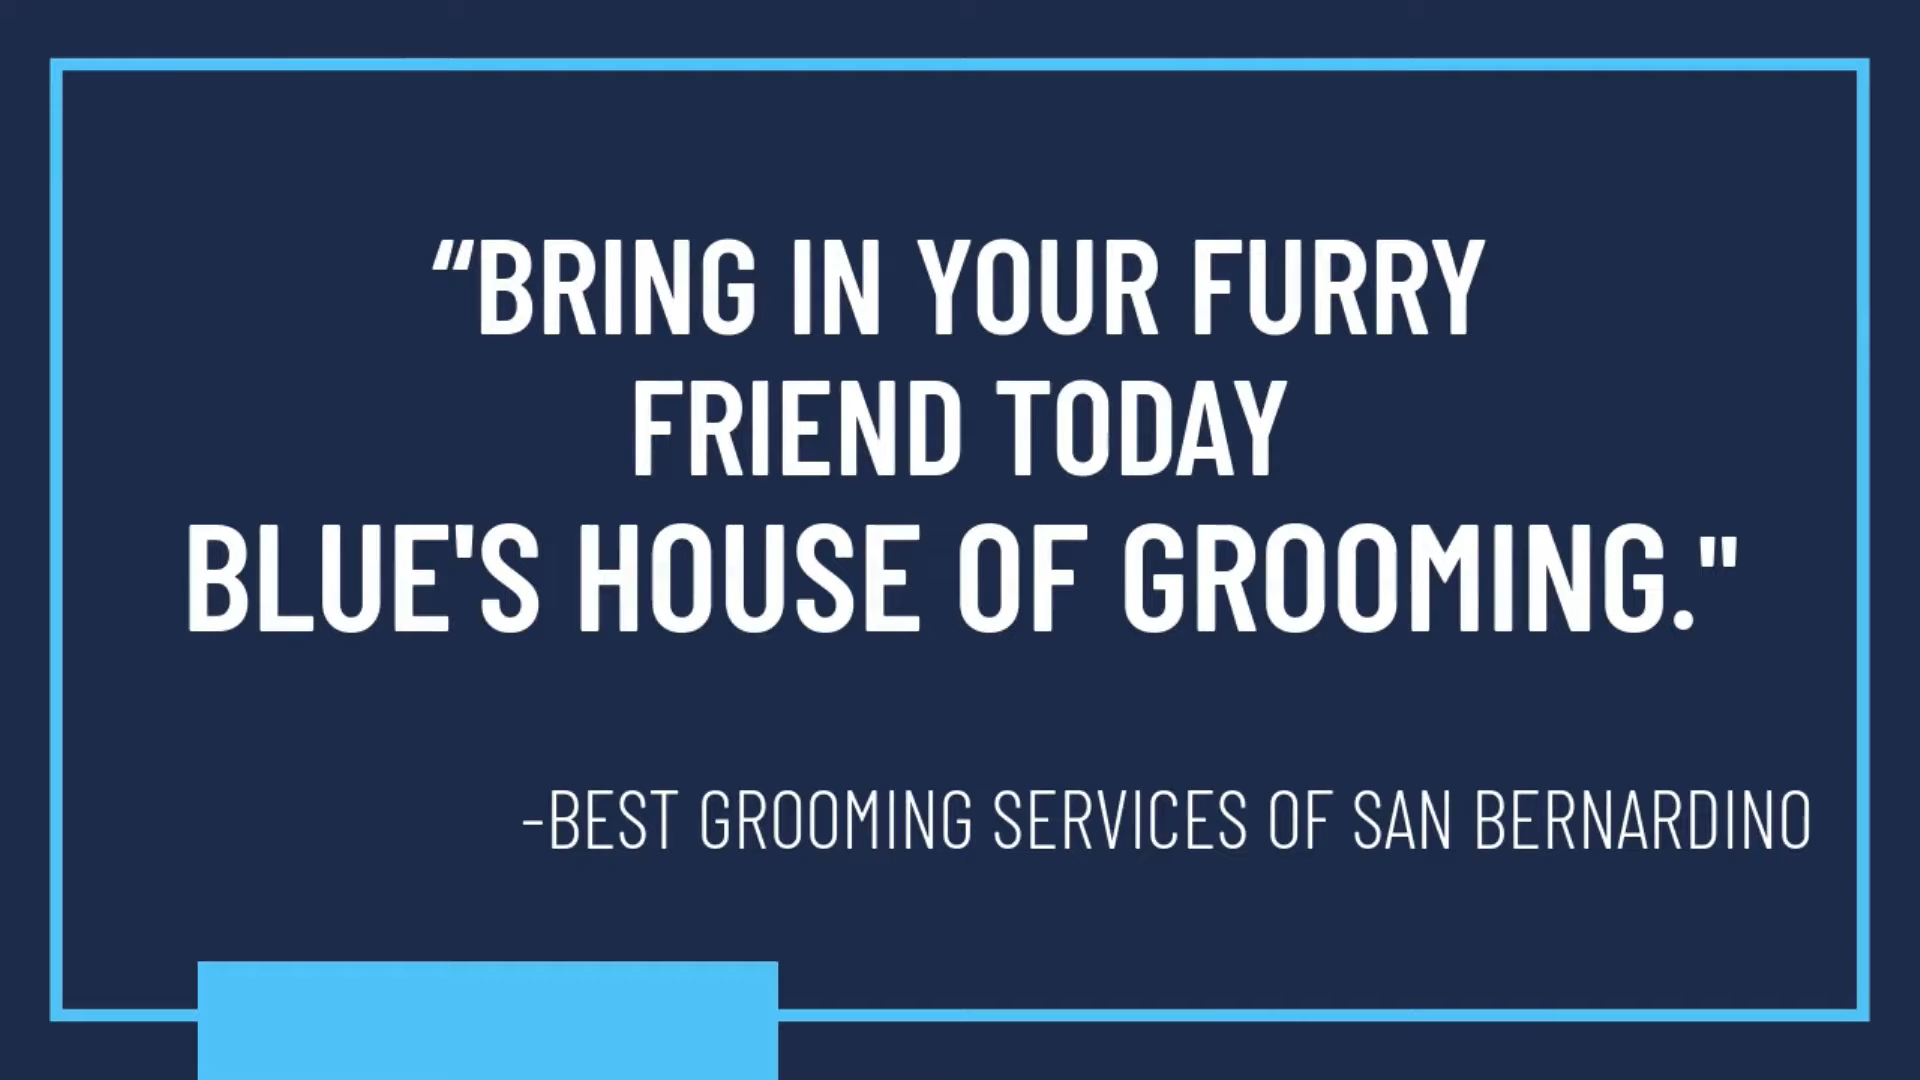 “BRING IN YOUR FURRY
FRIEND TODAY
BLUE'S HOUSE OF GROOMING."
-BEST GROOMING SERVICES OF SAN BERNARDINO